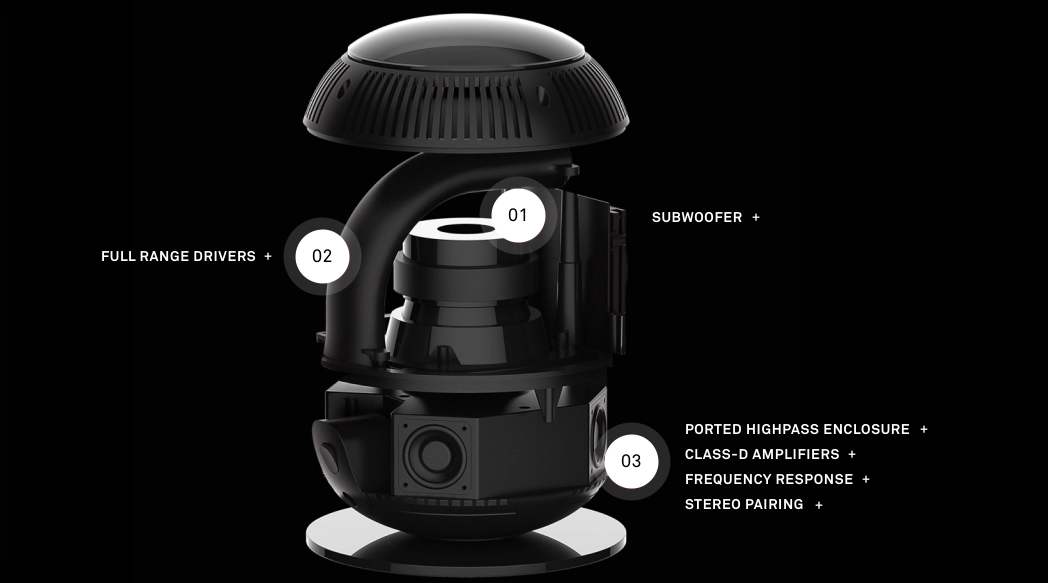 01
SUBWOOFER +
FULL RANGE DRIVERS +
02
PORTED HIGHPASS ENCLOSURE +
03
CLASS-D AMPLIFIERS +
FREQUENCY RESPONSE +
STEREO PAIRING +